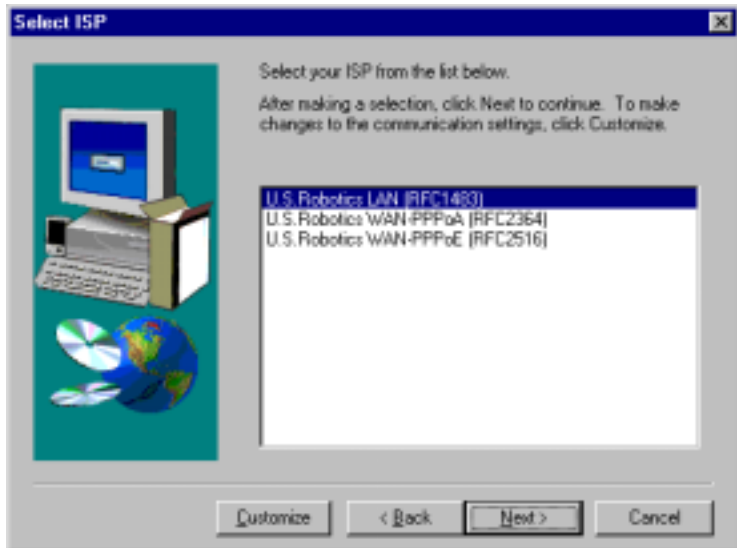 Select ISP
Select your ISP from the list below.
After making a selection, click Next to continue. To make
changes to the communication settings, click Customize.
U.S.Robotics LAN (RFC1483)
U.S.Robotics WAN-PPPoA (RFC2364)
U.S.Robotics WAN-PPPoE (RFC2516)
Customize
< Back
Next >
Cancel